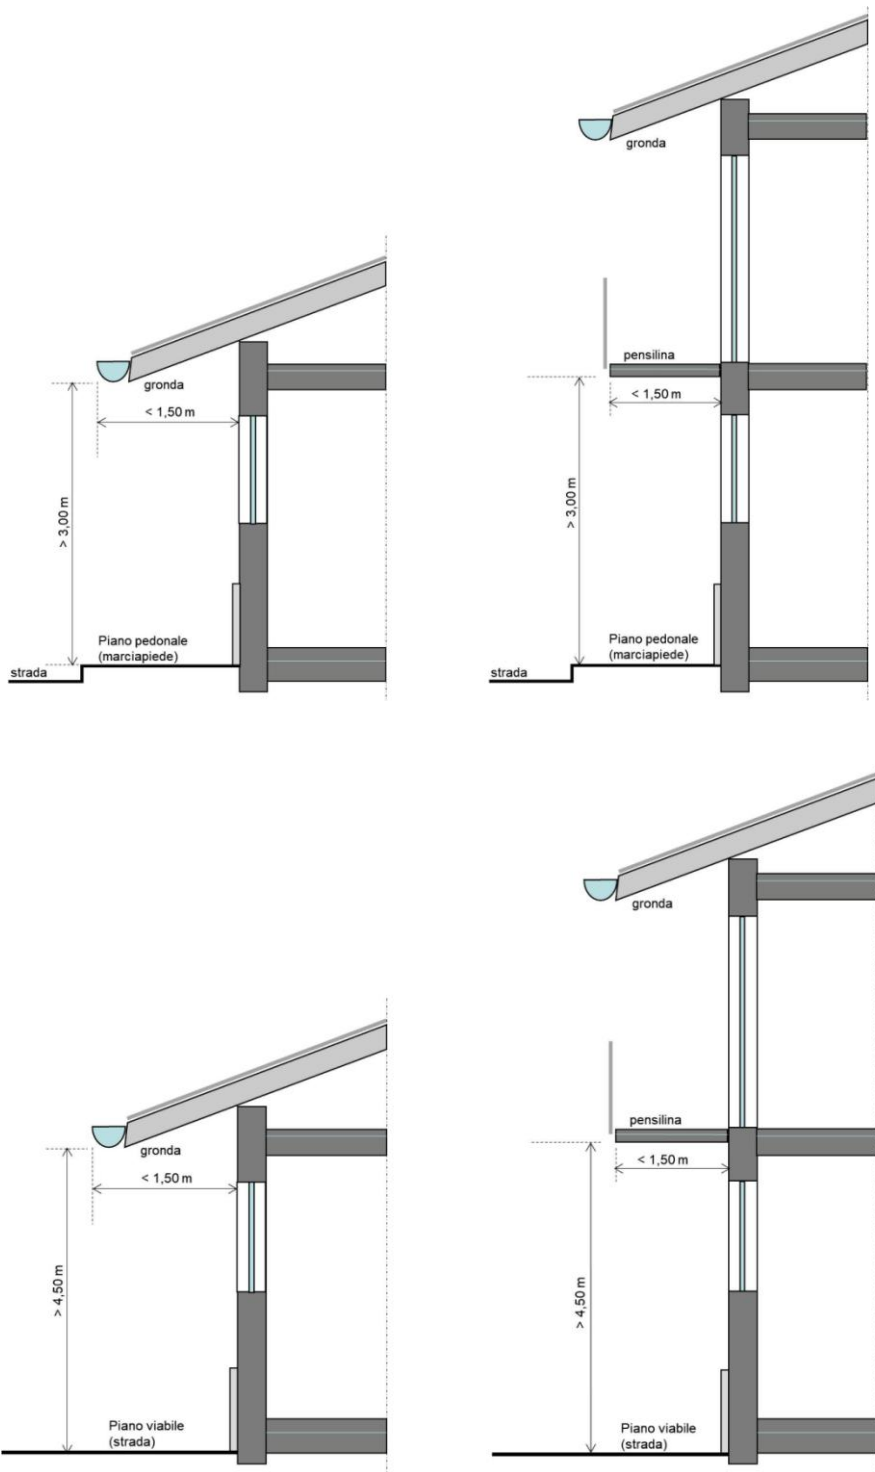 gronda
< 1,50 m
> 3,00 m
Piano pedonale
(marciapiede)
strada
gronda
pensilina
< 1,50 m
> 3,00 m
Piano pedonale
(marciapiede)
strada
gronda
< 1,50 m
> 4,50 m
Piano viabile
(strada)
gronda
pensilina
< 1,50 m
> 4,50 m
Piano viabile
(strada)